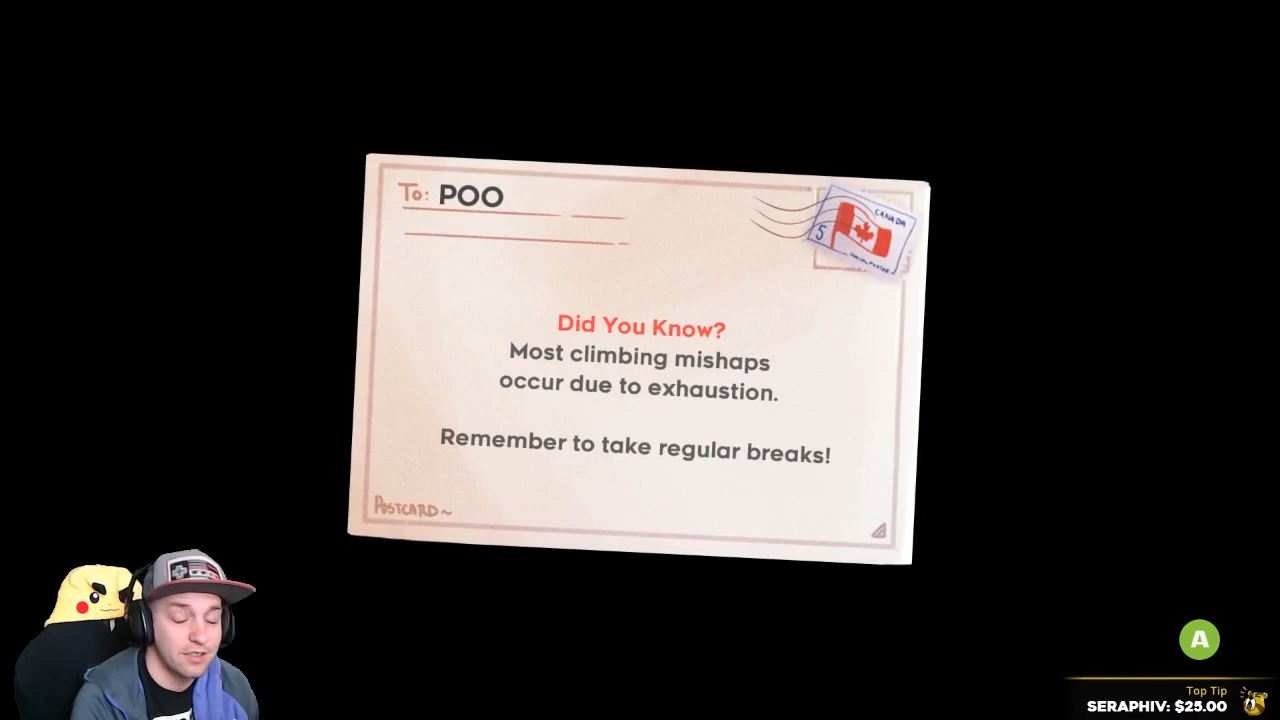 To: POO
CANADA
5
Did You Know?
Most climbing mishaps
occur due to exhaustion.
Remember to take regular breaks!
POSTCARD~
A
Top Tip
SERAPHIV: $25.00